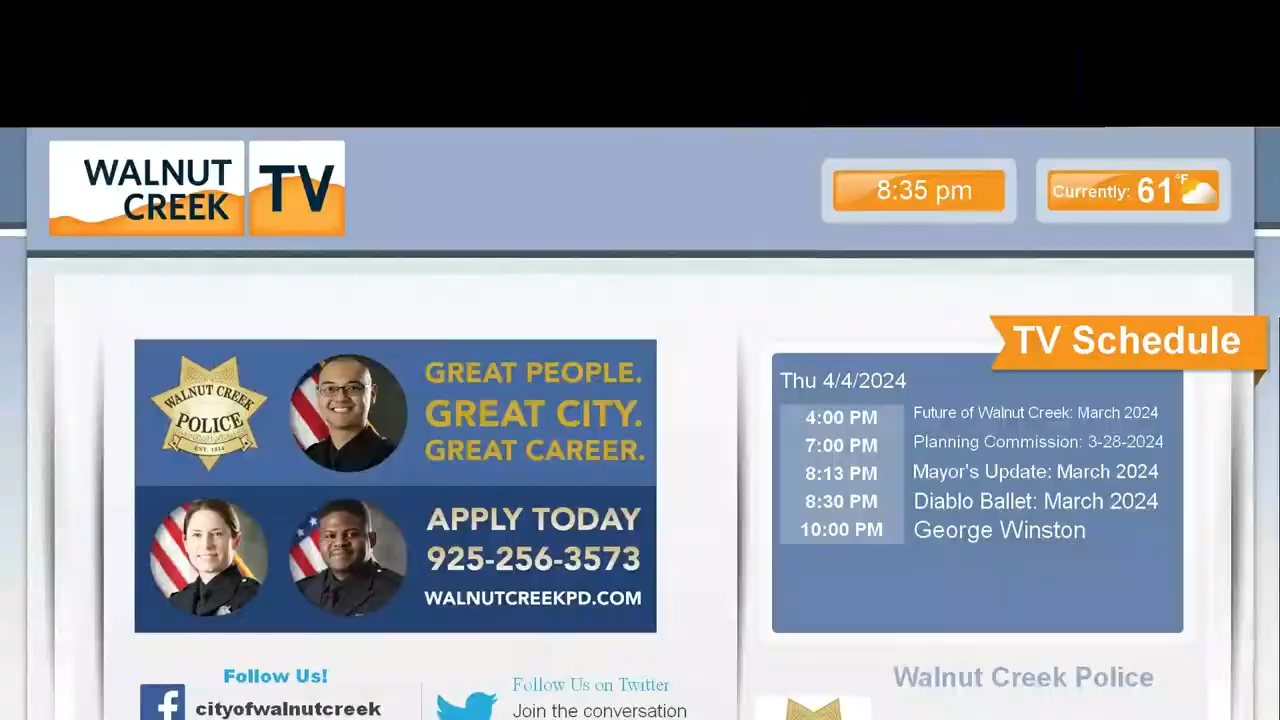 WALNUT
CREEK
TV
8:35 pm
Currently: 61°F
TV Schedule
WALNUT CREEK
POLICE
EST. 1914
GREAT PEOPLE.
GREAT CITY.
GREAT CAREER.
APPLY TODAY
925-256-3573
WALNUTCREEKPD.COM
Thu 4/4/2024
4:00 PM Future of Walnut Creek: March 2024
7:00 PM Planning Commission: 3-28-2024
8:13 PM Mayor's Update: March 2024
8:30 PM Diablo Ballet: March 2024
10:00 PM George Winston
Follow Us!
cityofwalnutcreek
Follow Us on Twitter
Join the conversation
Walnut Creek Police